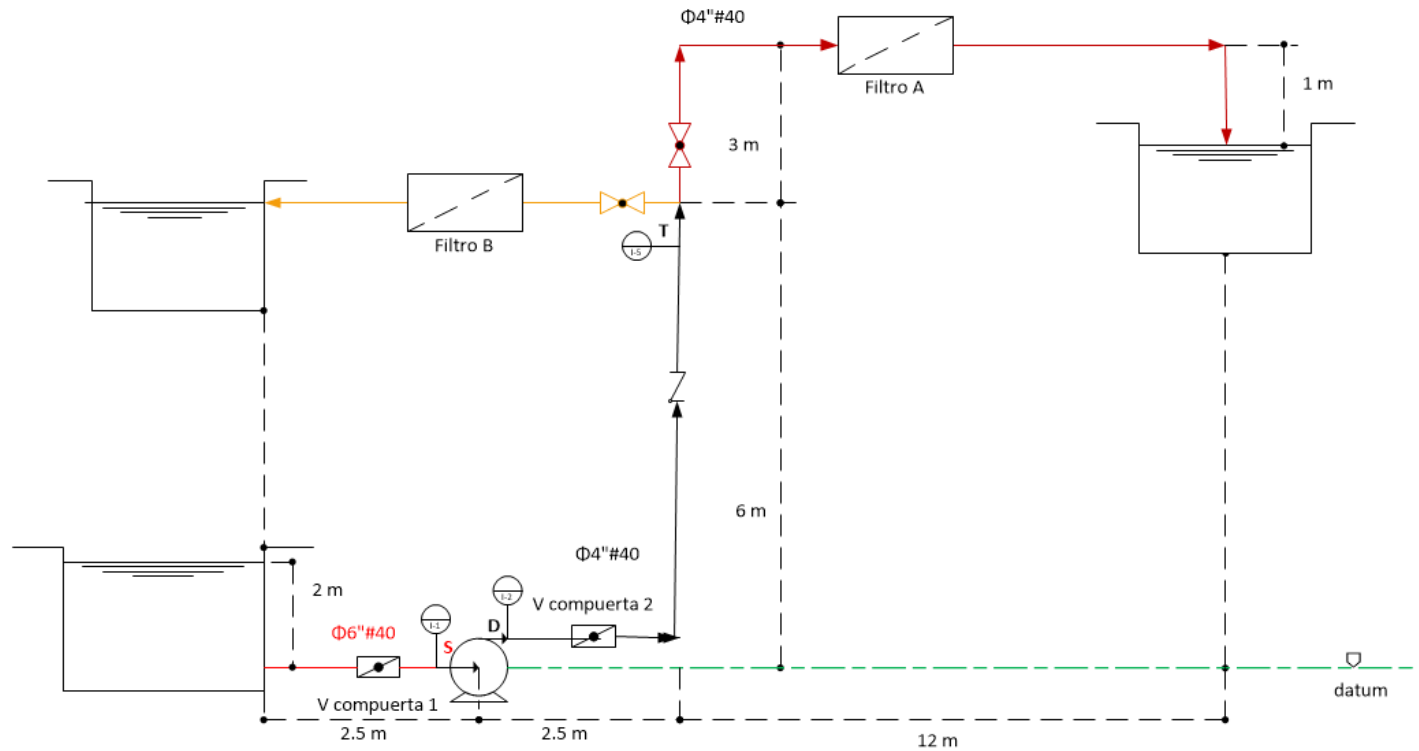 Φ4"#40
Filtro A
1 m
3 m
Filtro B
T
I-5
6 m
Φ4"#40
2 m
I-2
V compuerta 2
D
I-1
Φ6"#40
S
V compuerta 1
datum
2.5 m
2.5 m
12 m